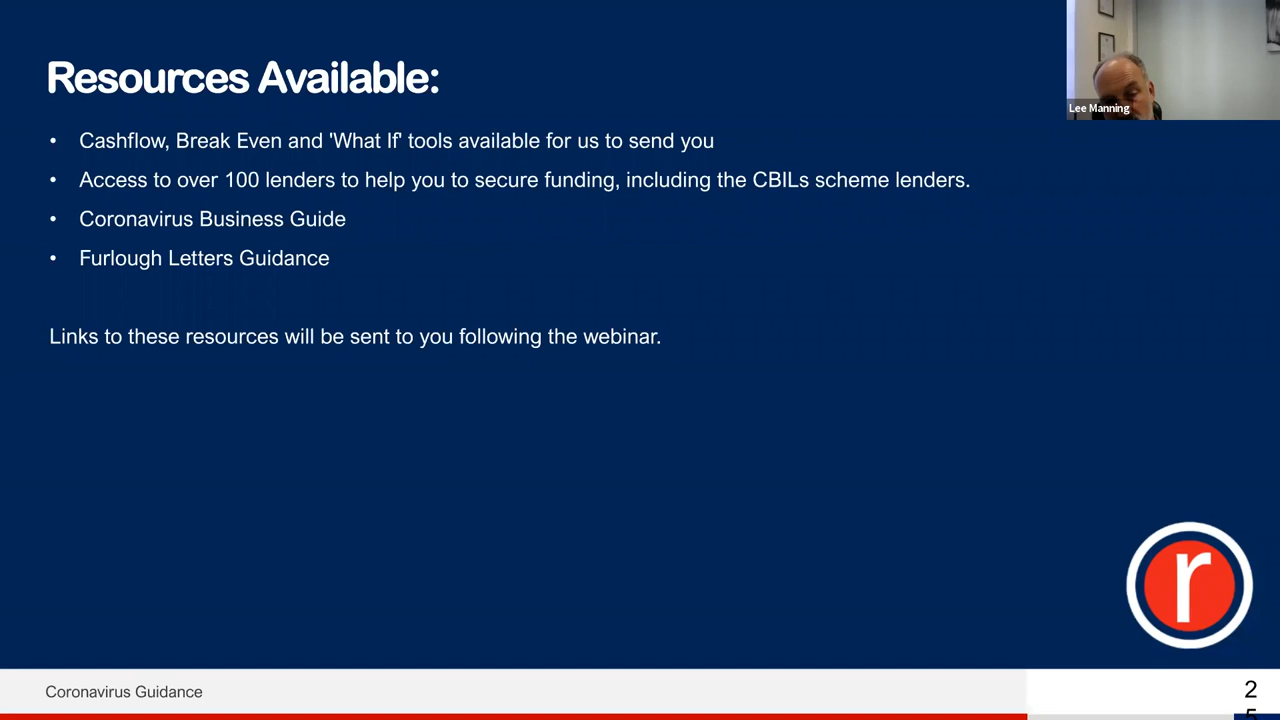 Resources Available:
Lee Manning
• Cashflow, Break Even and 'What If' tools available for us to send you
• Access to over 100 lenders to help you to secure funding, including the CBILs scheme lenders.
• Coronavirus Business Guide
• Furlough Letters Guidance
Links to these resources will be sent to you following the webinar.
r
Coronavirus Guidance
2
5